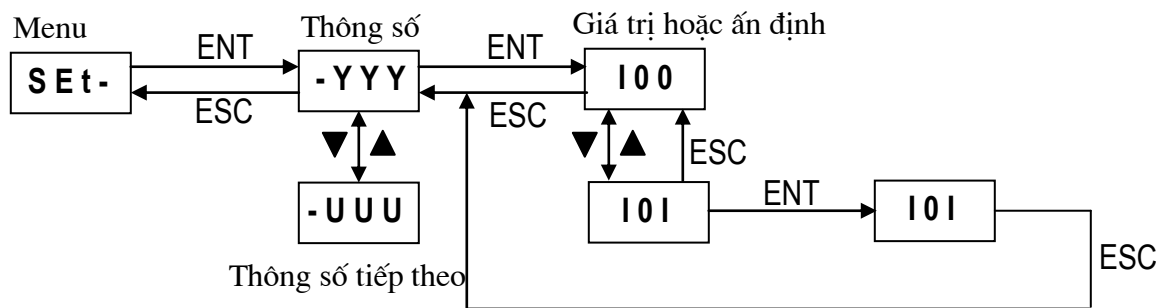 Menu
Thông số
Giá trị hoặc ấn định
ENT
ENT
SEt-
-YYY
I00
ESC
ESC
▼ ▲
▼ ▲
ESC
-UUU
I0I
ENT
I0I
ESC
Thông số tiếp theo